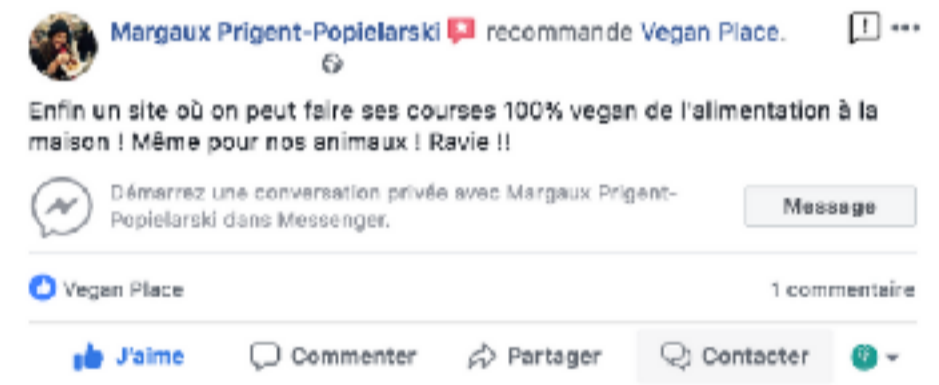 Margaux Prigent-Popielarski recommande Vegan Place.
Enfin un site où on peut faire ses courses 100% vegan de l'alimentation à la
maison ! Même pour nos animaux ! Ravie !!
Démarrez une conversation privée avec Margaux Prigent-
Popielarski dans Messenger.
Message
Vegan Place
1 commentaire
J'aime
Commenter
Partager
Contacter